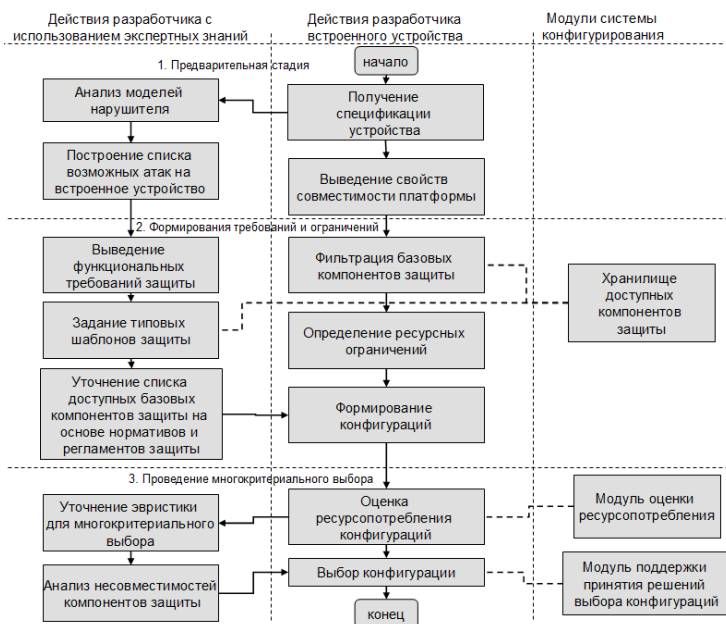 Действия разработчика с
использованием экспертных знаний
Действия разработчика
встроенного устройства
Модули системы
конфигурирования
1. Предварительная стадия
начало
Анализ моделей
нарушителя
Получение
спецификации
устройства
Построение списка
возможных атак на
встроенное устройство
Выведение свойств
совместимости платформы
2. Формирования требований и ограничений
Выведение
функциональных
требований защиты
Фильтрация базовых
компонентов защиты
Хранилище
доступных
компонентов
защиты
Задание типовых
шаблонов защиты
Определение ресурсных
ограничений
Уточнение списка
доступных базовых
компонентов защиты на
основе нормативов и
регламентов защиты
Формирование
конфигураций
3. Проведение многокритериального выбора
Уточнение эвристики
для многокритериального
выбора
Оценка
ресурсопотребления
конфигураций
Модуль оценки
ресурсопотребления
Анализ несовместимостей
компонентов защиты
Выбор конфигурации
Модуль поддержки
принятия решений
выбора конфигураций
конец